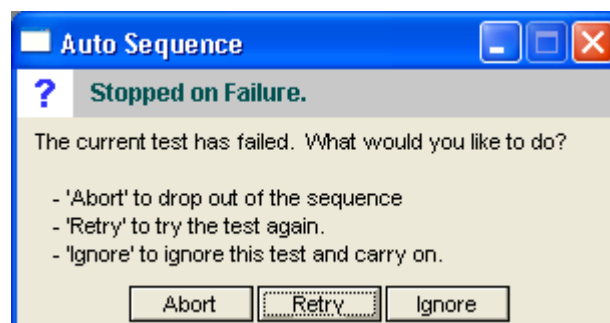 Auto Sequence
? Stopped on Failure.
The current test has failed. What would you like to do?
- 'Abort' to drop out of the sequence
- 'Retry' to try the test again.
- 'Ignore' to ignore this test and carry on.
Abort Retry Ignore